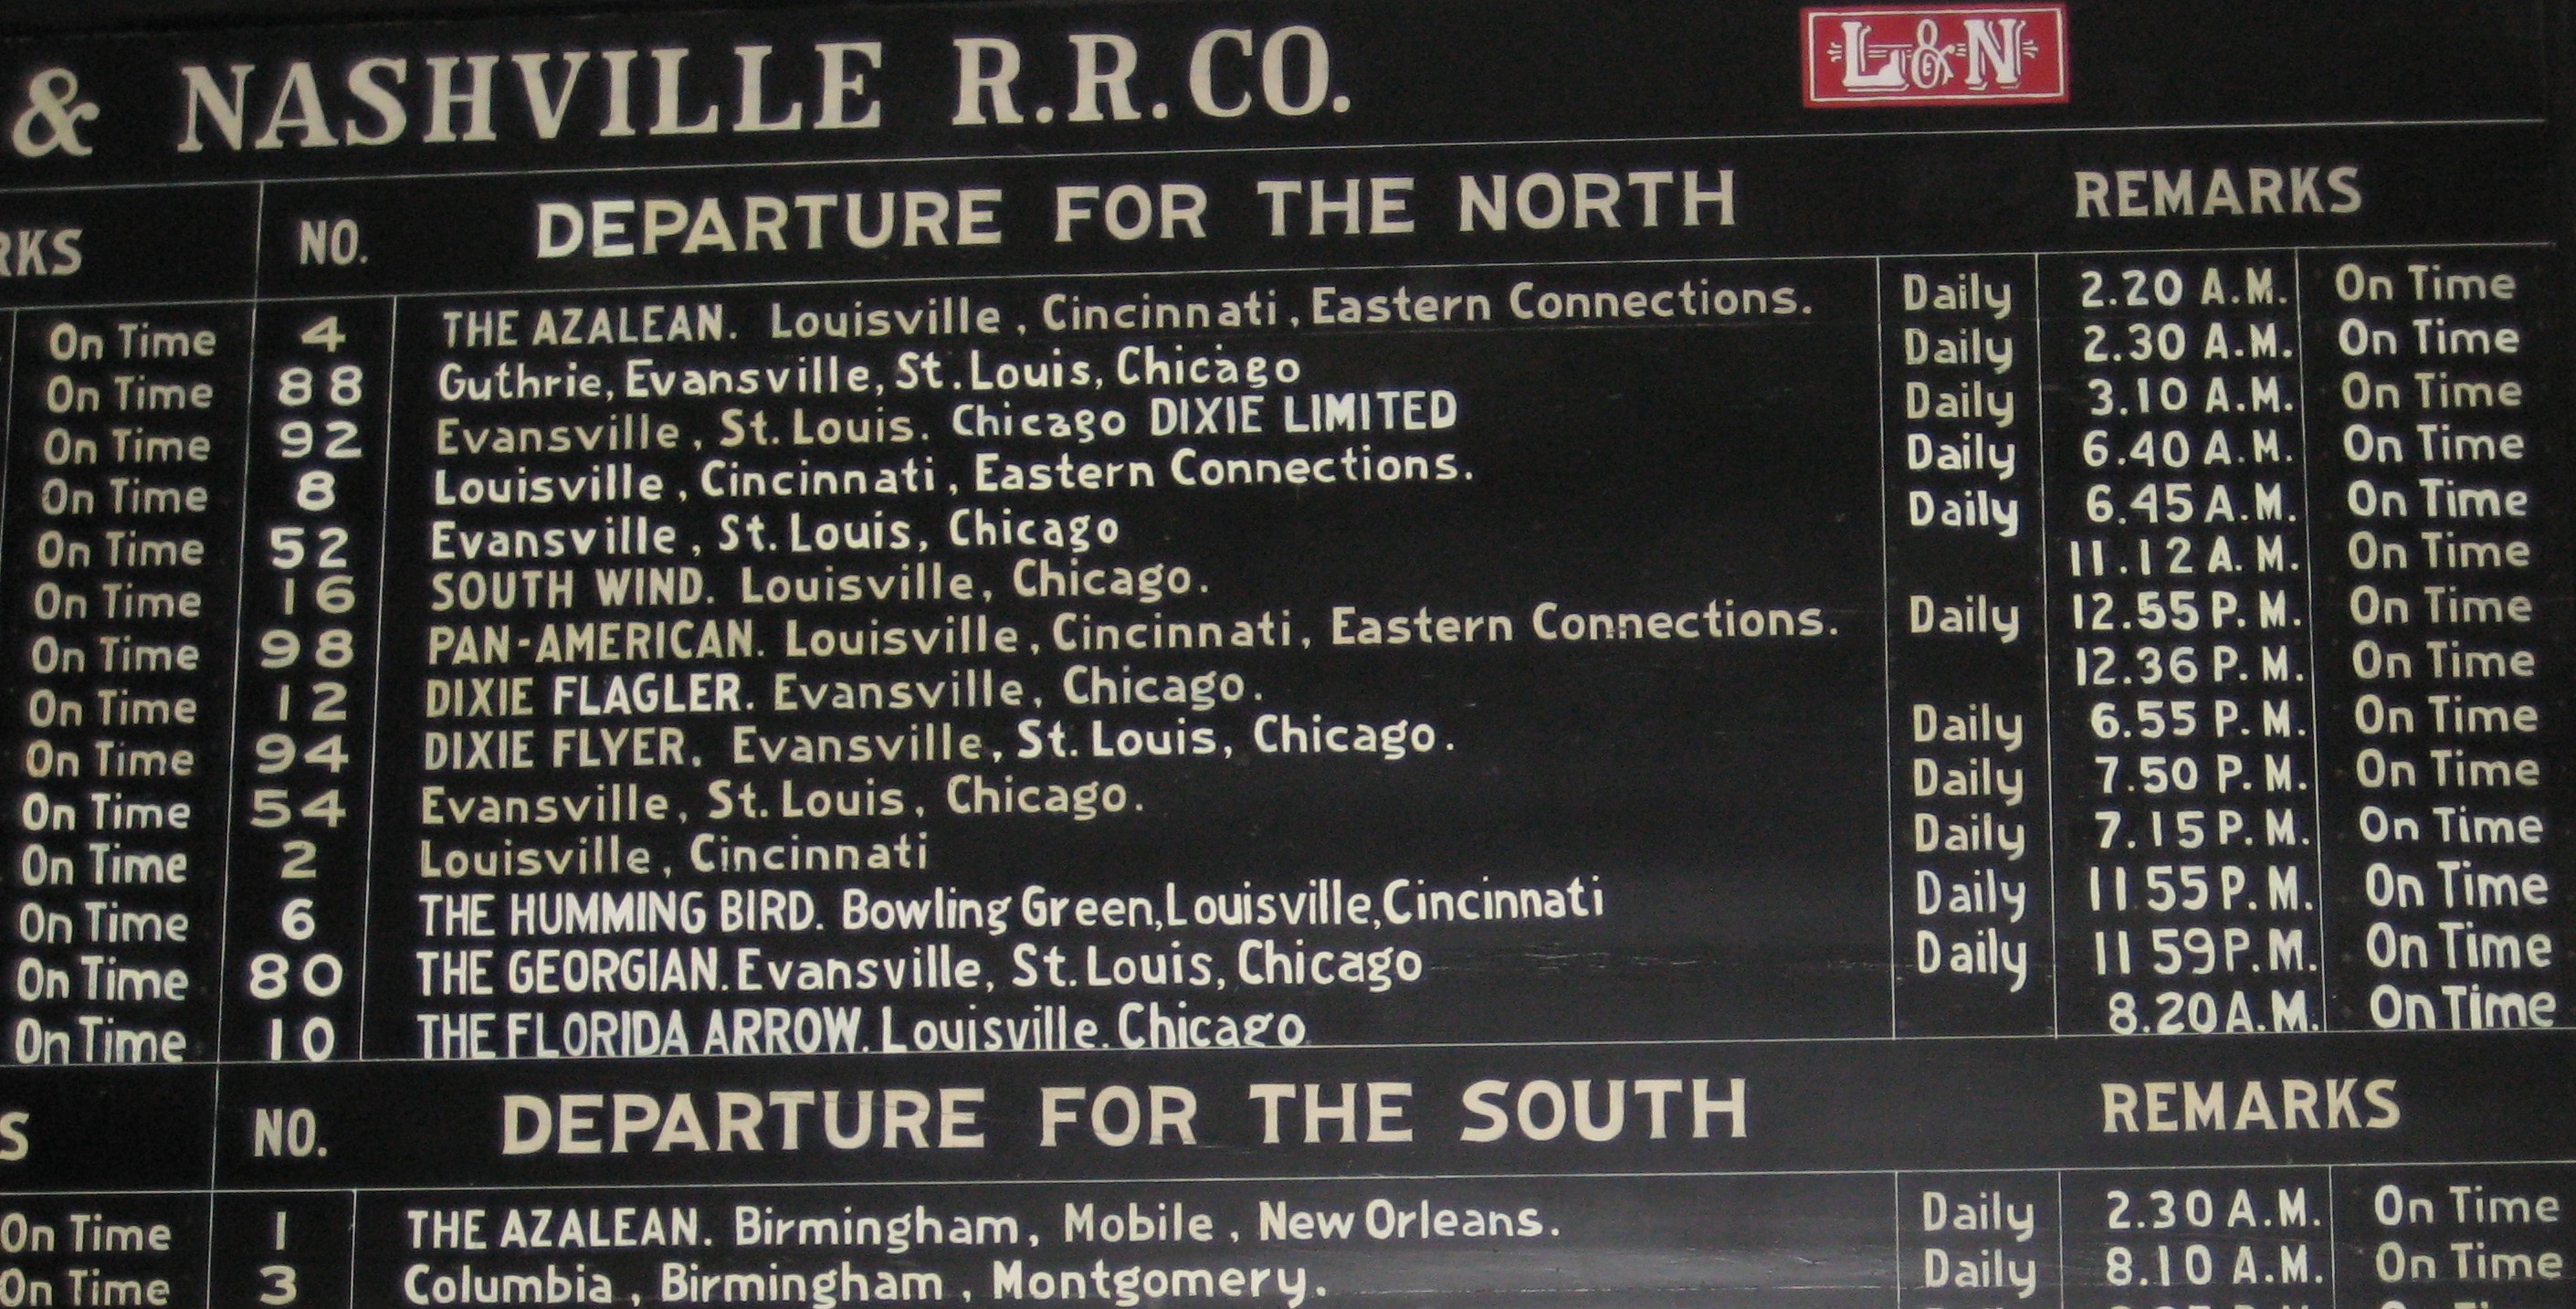 & NASHVILLE R.R.CO. L&N
RKS NO. DEPARTURE FOR THE NORTH REMARKS
On Time 4 THE AZALEAN. Louisville, Cincinnati, Eastern Connections. Daily 2.20 A.M. On Time
On Time 88 Guthrie, Evansville, St. Louis, Chicago Daily 2.30 A.M. On Time
On Time 92 Evansville, St. Louis. Chicago DIXIE LIMITED Daily 3.10 A.M. On Time
On Time 8 Louisville, Cincinnati, Eastern Connections. Daily 6.40 A.M. On Time
On Time 52 Evansville, St. Louis, Chicago Daily 6.45 A.M. On Time
On Time 16 SOUTH WIND. Louisville, Chicago. 11.12 A.M. On Time
On Time 98 PAN-AMERICAN. Louisville, Cincinnati, Eastern Connections. Daily 12.55 P.M. On Time
On Time 12 DIXIE FLAGLER. Evansville, Chicago. 12.36 P.M. On Time
On Time 94 DIXIE FLYER. Evansville, St. Louis, Chicago. Daily 6.55 P.M. On Time
On Time 54 Evansville, St. Louis, Chicago. Daily 7.50 P.M. On Time
On Time 2 Louisville, Cincinnati Daily 7.15 P.M. On Time
On Time 6 THE HUMMING BIRD. Bowling Green, Louisville, Cincinnati Daily 11 55 P.M. On Time
On Time 80 THE GEORGIAN. Evansville, St. Louis, Chicago Daily 11 59 P.M. On Time
On Time 10 THE FLORIDA ARROW. Louisville. Chicago 8.20 A.M. On Time
S NO. DEPARTURE FOR THE SOUTH REMARKS
On Time 1 THE AZALEAN. Birmingham, Mobile, New Orleans. Daily 2.30 A.M. On Time
On Time 3 Columbia, Birmingham, Montgomery. Daily 8.10 A.M. On Time